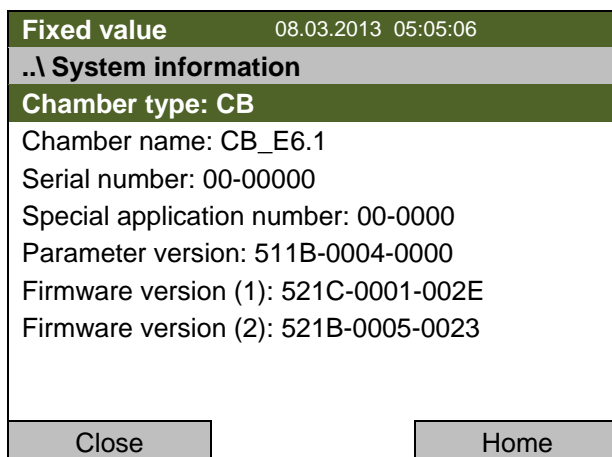 Fixed value 08.03.2013 05:05:06
..\ System information
Chamber type: CB
Chamber name: CB_E6.1
Serial number: 00-00000
Special application number: 00-0000
Parameter version: 511B-0004-0000
Firmware version (1): 521C-0001-002E
Firmware version (2): 521B-0005-0023
Close Home